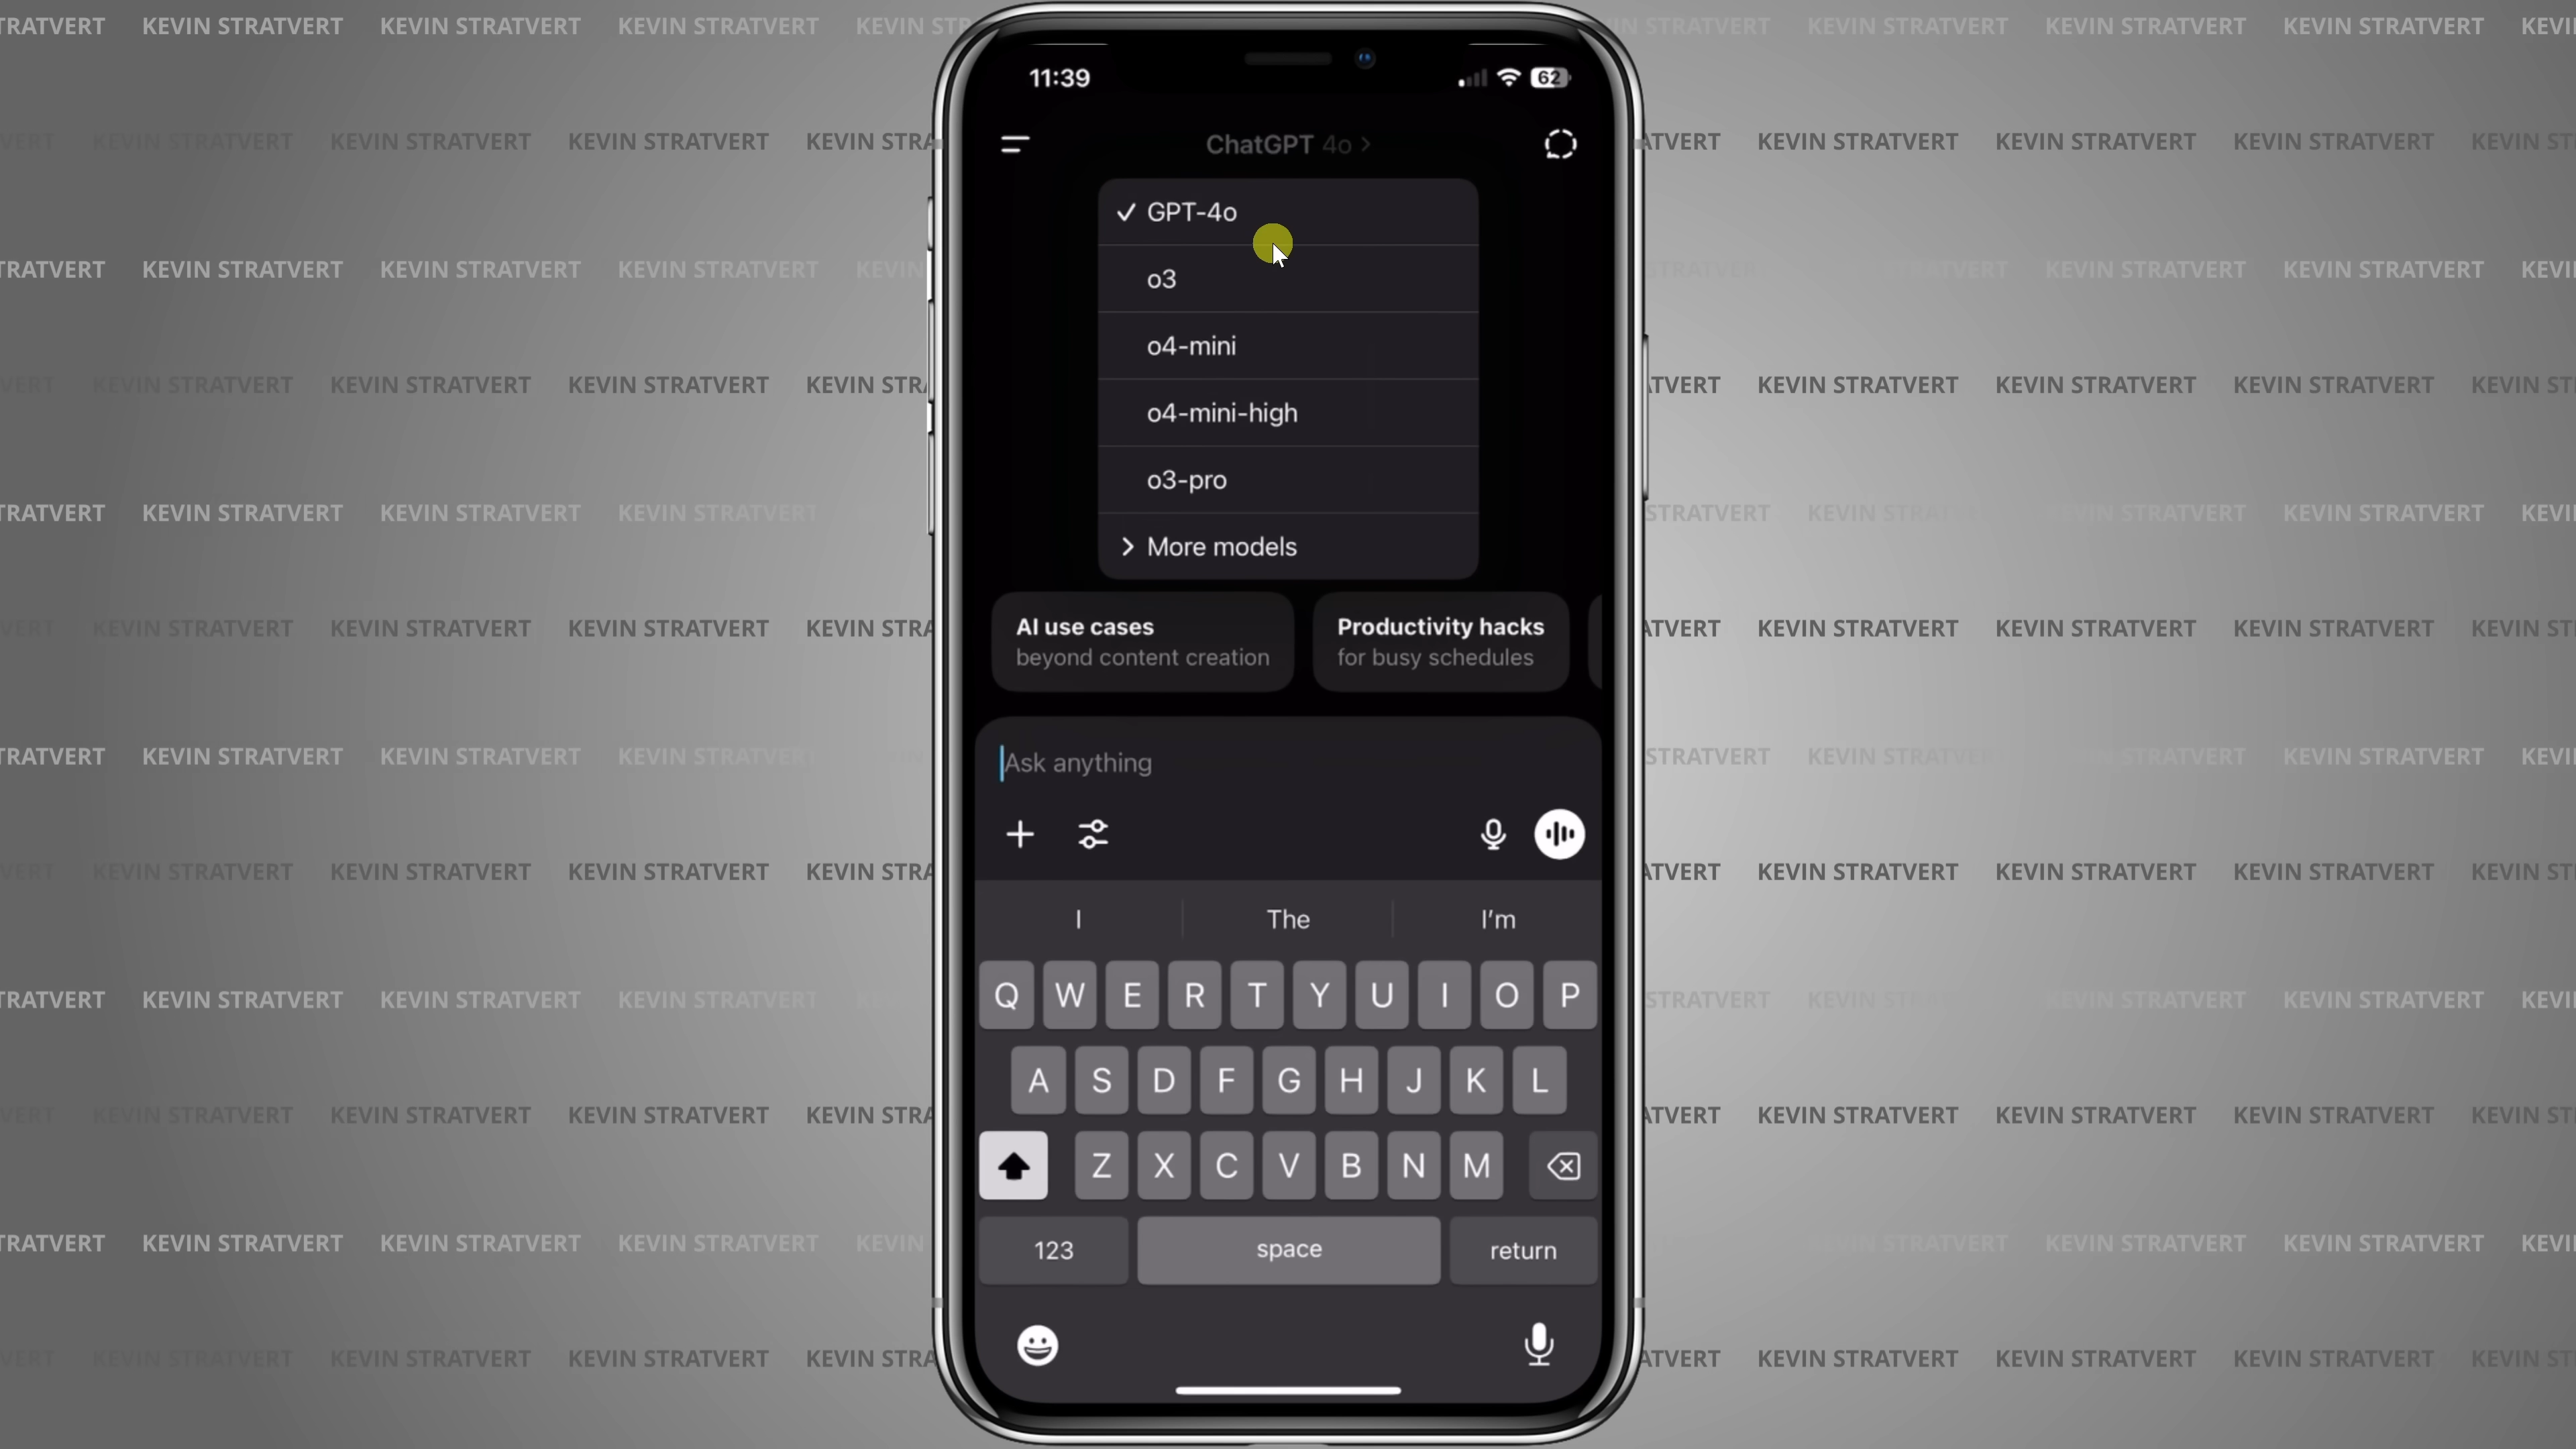 KEVIN STRATVERT
11:39
62
ChatGPT 4o >
GPT-4o
o3
o4-mini
o4-mini-high
o3-pro
More models
AI use cases
beyond content creation
Productivity hacks
for busy schedules
Ask anything
I The I'm
Q W E R T Y U I O P
A S D F G H J K L
Z X C V B N M
123 space return